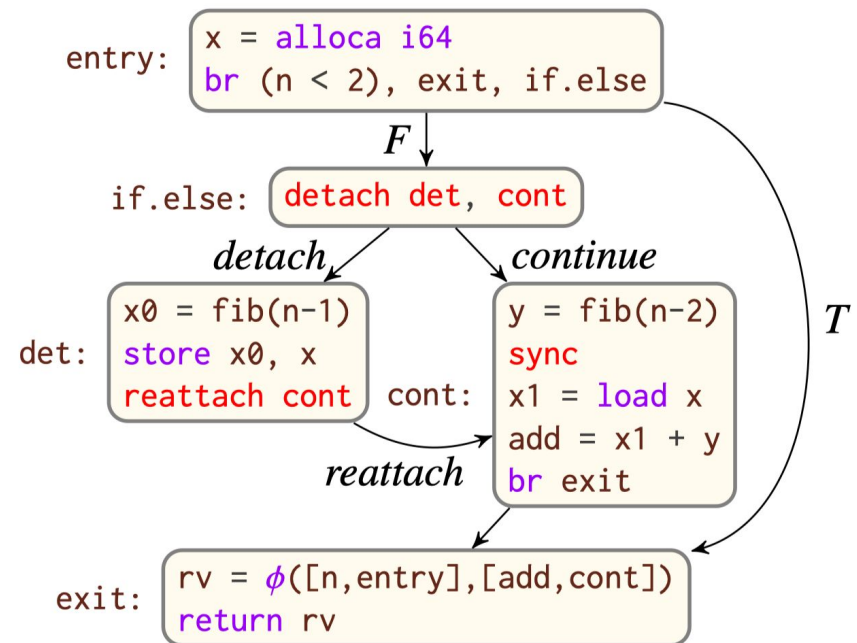 entry:
x = alloca i64
br (n < 2), exit, if.else
F
if.else:
detach det, cont
detach
continue
T
det:
x0 = fib(n-1)
store x0, x
reattach cont
cont:
y = fib(n-2)
sync
x1 = load x
add = x1 + y
br exit
reattach
exit:
rv = ϕ([n,entry],[add,cont])
return rv